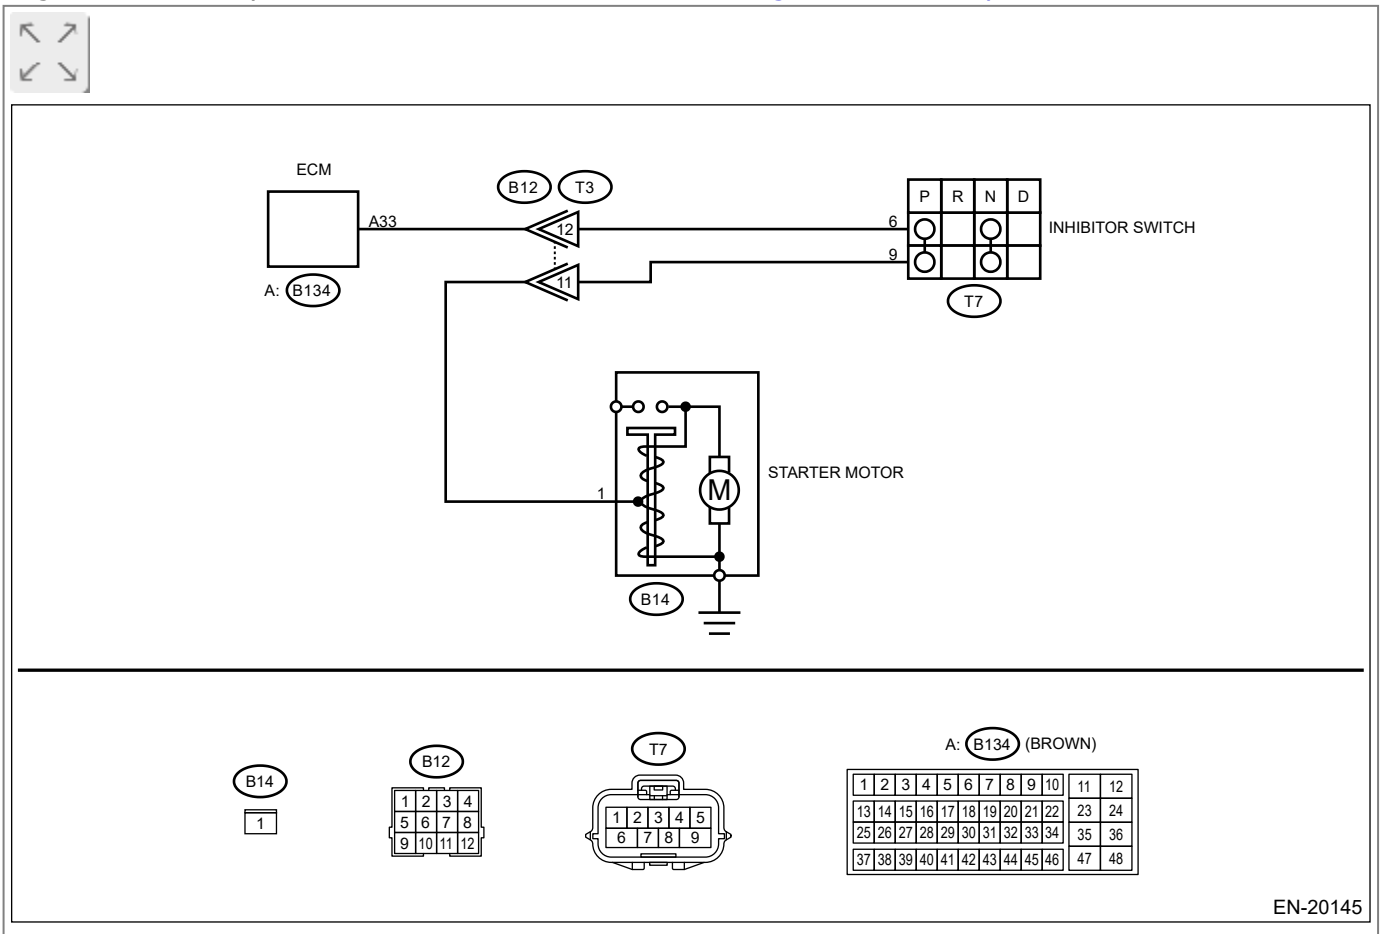 ECM
B12 T3
P R N D
A33
12
6
INHIBITOR SWITCH
9
11
A: B134
T7
STARTER MOTOR
M
1
B14
B14
1
B12
1 2 3 4
5 6 7 8
9 10 11 12
T7
1 2 3 4 5
6 7 8 9
A: B134 (BROWN)
1 2 3 4 5 6 7 8 9 10 11 12
13 14 15 16 17 18 19 20 21 22 23 24
25 26 27 28 29 30 31 32 33 34 35 36
37 38 39 40 41 42 43 44 45 46 47 48
EN-20145